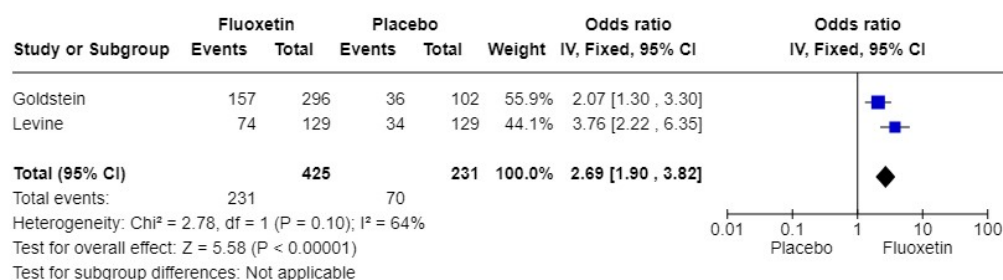 Fluoxetin Placebo Odds ratio Odds ratio
Study or Subgroup Events Total Events Total Weight IV, Fixed, 95% CI IV, Fixed, 95% CI
Goldstein 157 296 36 102 55.9% 2.07 [1.30 , 3.30]
Levine 74 129 34 129 44.1% 3.76 [2.22 , 6.35]
Total (95% CI) 425 231 100.0% 2.69 [1.90 , 3.82]
Total events: 231 70
Heterogeneity: Chi² = 2.78, df = 1 (P = 0.10); I² = 64%
Test for overall effect: Z = 5.58 (P < 0.00001)
Test for subgroup differences: Not applicable
0.01 0.1 1 10 100
Placebo Fluoxetin